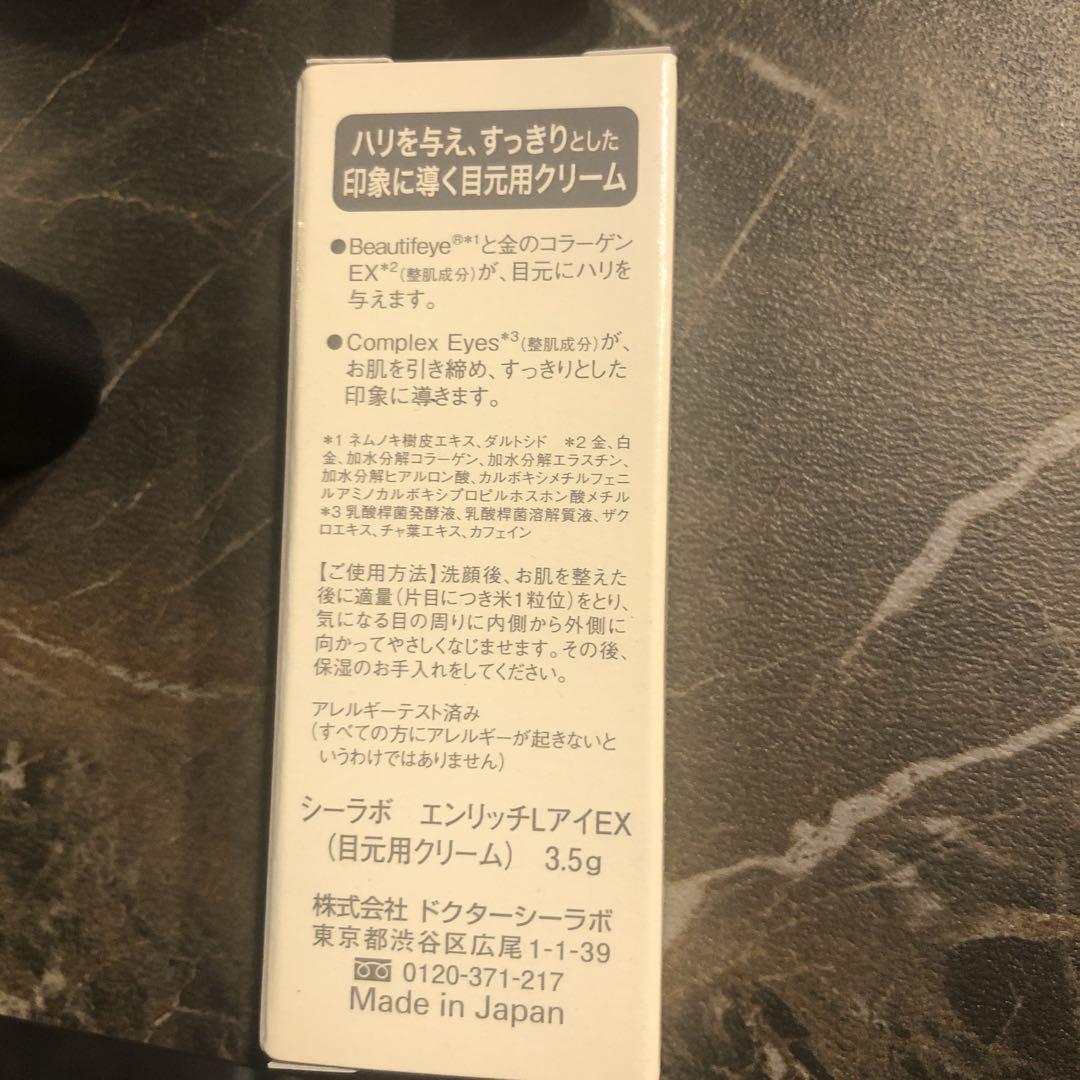 ハリを与え、すっきりとした
印象に導く目元用クリーム
●Beautifeye®*1と金のコラーゲン
EX*2(整肌成分)が、目元にハリを
与えます。
●Complex Eyes*3(整肌成分)が、
お肌を引き締め、すっきりとした
印象に導きます。
*1 ネムノキ樹皮エキス、ダルトシド *2 金、白
金、加水分解コラーゲン、加水分解エラスチン、
加水分解ヒアルロン酸、カルボキシメチルフェニ
ルアミノカルボキシプロピルホスホン酸メチル
*3 乳酸桿菌発酵液、乳酸桿菌溶解質液、ザク
ロエキス、チャ葉エキス、カフェイン
【ご使用方法】洗顔後、お肌を整えた
後に適量(片目につき米1粒位)をとり、
気になる目の周りに内側から外側に
向かってやさしくなじませます。その後、
保湿のお手入れをしてください。
アレルギーテスト済み
(すべての方にアレルギーが起きないと
いうわけではありません)
シーラボ エンリッチLアイEX
(目元用クリーム) 3.5g
株式会社 ドクターシーラボ
東京都渋谷区広尾1-1-39
0120-371-217
Made in Japan